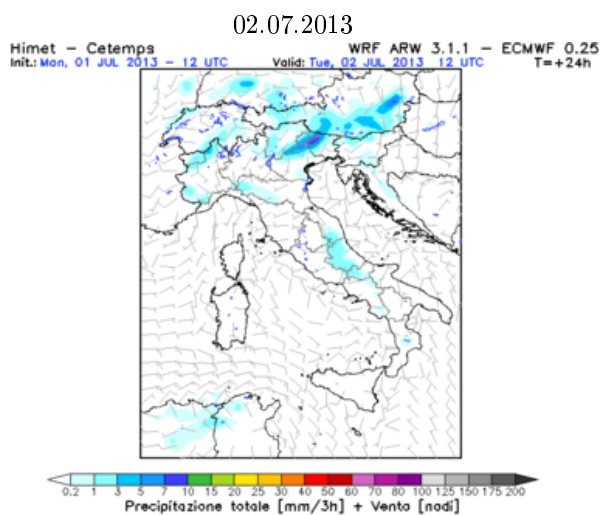 02.07.2013
Himet – Cetemps WRF ARW 3.1.1 – ECMWF 0.25
Init.: Mon, 01 JUL 2013 – 12 UTC Valid: Tue, 02 JUL 2013 12 UTC T=+24h
0.2 1 3 5 7 10 15 20 25 30 40 50 60 70 80 100 125 150 175 200
Precipitazione totale [mm/3h] + Vento [nodi]